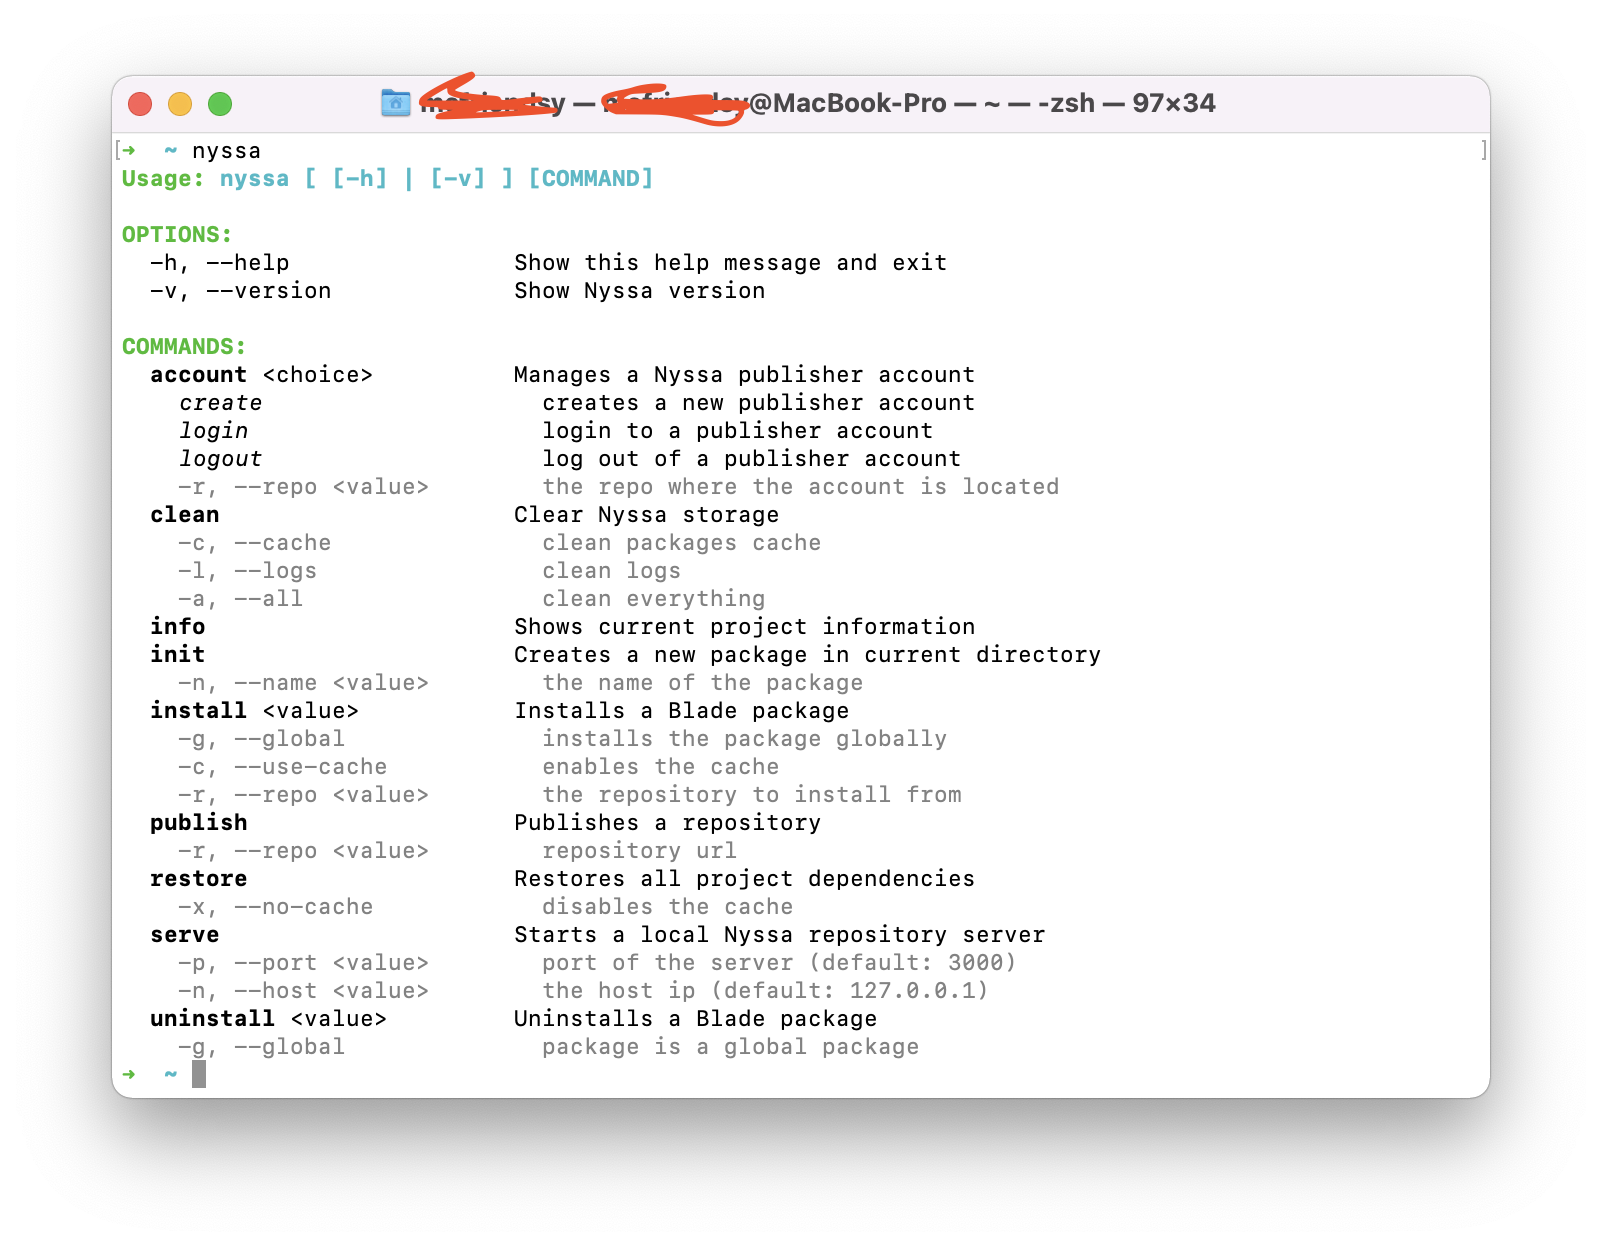 @MacBook-Pro — ~ — -zsh — 97×34
[➜  ~ nyssa ]
Usage: nyssa [ [-h] | [-v] ] [COMMAND]
OPTIONS:
-h, --help Show this help message and exit
-v, --version Show Nyssa version
COMMANDS:
account <choice> Manages a Nyssa publisher account
create creates a new publisher account
login login to a publisher account
logout log out of a publisher account
-r, --repo <value> the repo where the account is located
clean Clear Nyssa storage
-c, --cache clean packages cache
-l, --logs clean logs
-a, --all clean everything
info Shows current project information
init Creates a new package in current directory
-n, --name <value> the name of the package
install <value> Installs a Blade package
-g, --global installs the package globally
-c, --use-cache enables the cache
-r, --repo <value> the repository to install from
publish Publishes a repository
-r, --repo <value> repository url
restore Restores all project dependencies
-x, --no-cache disables the cache
serve Starts a local Nyssa repository server
-p, --port <value> port of the server (default: 3000)
-n, --host <value> the host ip (default: 127.0.0.1)
uninstall <value> Uninstalls a Blade package
-g, --global package is a global package
➜  ~